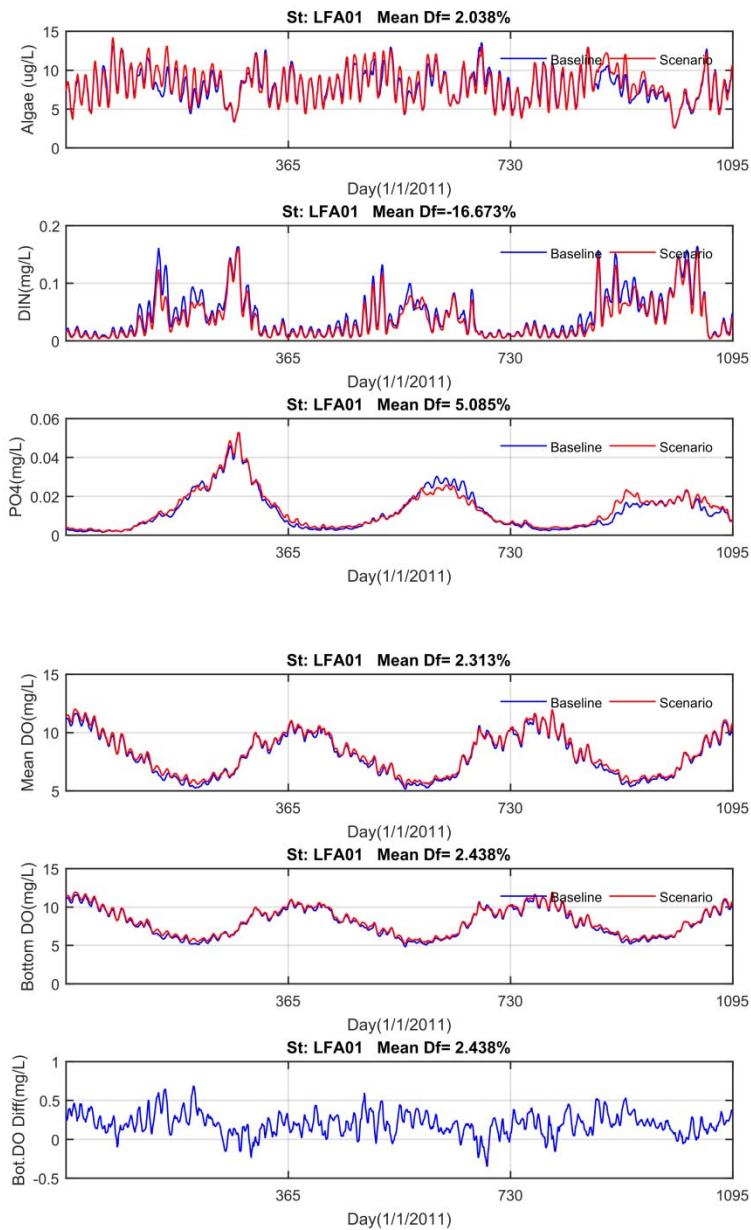 St: LFA01 Mean Df= 2.038%
15
10
5
0
Algae (ug/L)
Baseline Scenario
365 730 1095
Day(1/1/2011)
St: LFA01 Mean Df=-16.673%
0.2
0.1
0
DIN(mg/L)
Baseline Scenario
365 730 1095
Day(1/1/2011)
St: LFA01 Mean Df= 5.085%
0.06
0.04
0.02
0
PO4(mg/L)
Baseline Scenario
365 730 1095
Day(1/1/2011)
St: LFA01 Mean Df= 2.313%
15
10
5
Mean DO(mg/L)
Baseline Scenario
365 730 1095
Day(1/1/2011)
St: LFA01 Mean Df= 2.438%
15
10
5
0
Bottom DO(mg/L)
Baseline Scenario
365 730 1095
Day(1/1/2011)
St: LFA01 Mean Df= 2.438%
1
0.5
0
-0.5
Bot.DO Diff(mg/L)
365 730 1095
Day(1/1/2011)